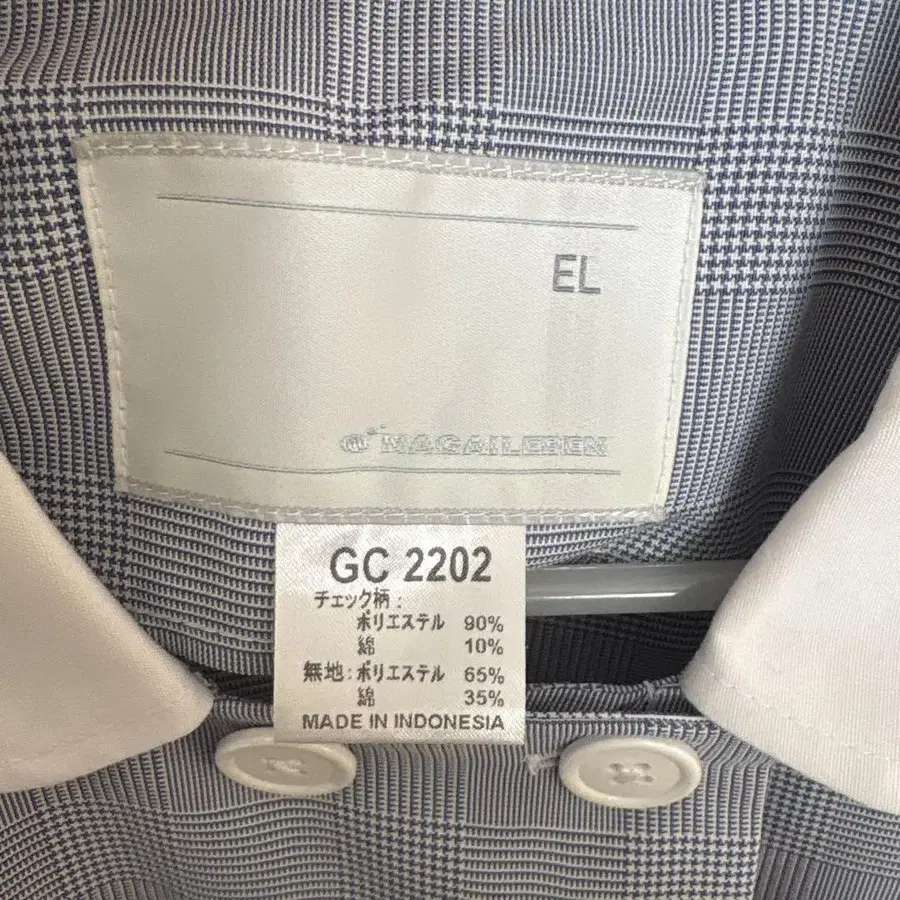 EL
NAGAILEBEN
GC 2202
チェック柄:
ポリエステル 90%
綿 10%
無地:ポリエステル 65%
綿 35%
MADE IN INDONESIA